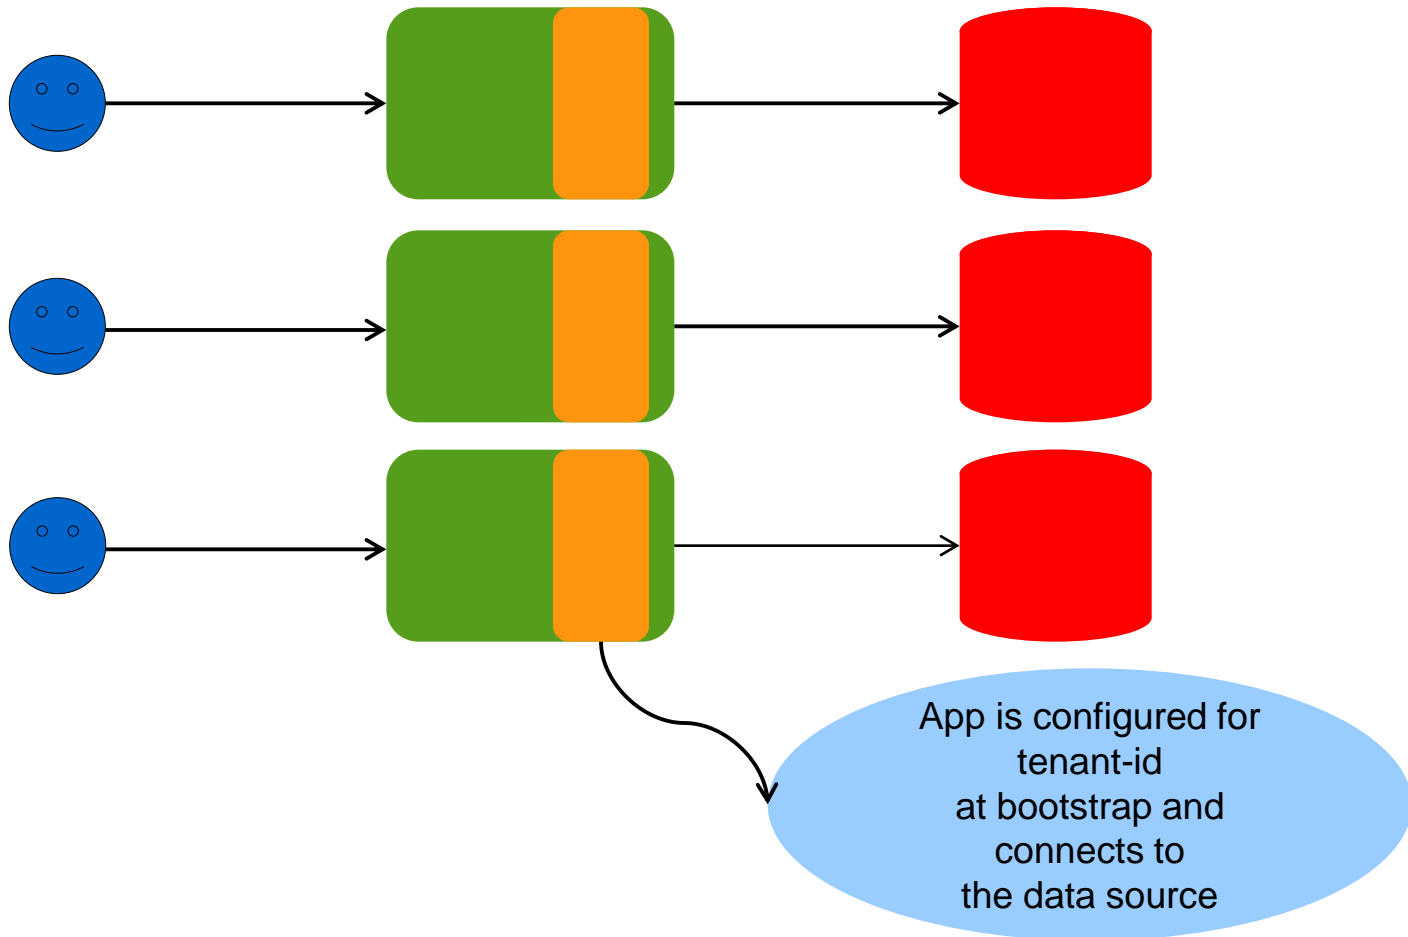 App is configured for
tenant-id
at bootstrap and
connects to
the data source